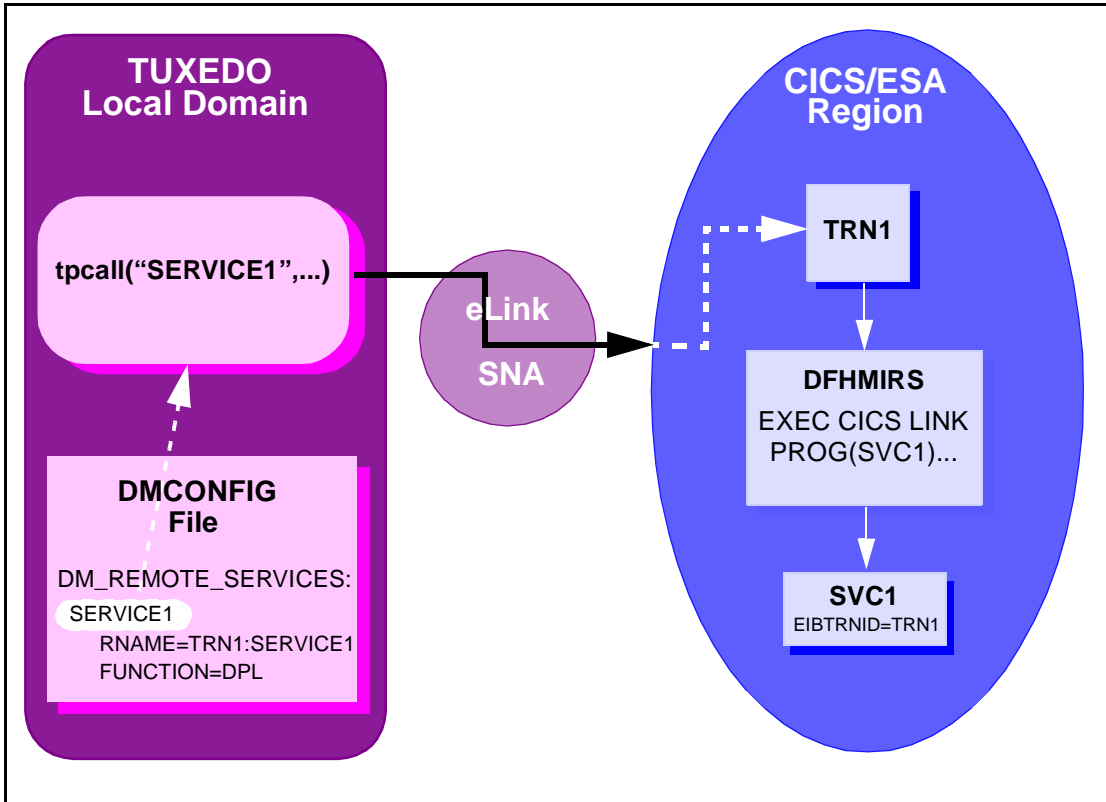 TUXEDO
Local Domain
tpcall(“SERVICE1”,...)
DMCONFIG
File
DM_REMOTE_SERVICES:
SERVICE1
RNAME=TRN1:SERVICE1
FUNCTION=DPL
eLink
SNA
CICS/ESA
Region
TRN1
DFHMIRS
EXEC CICS LINK
PROG(SVC1)...
SVC1
EIBTRNID=TRN1